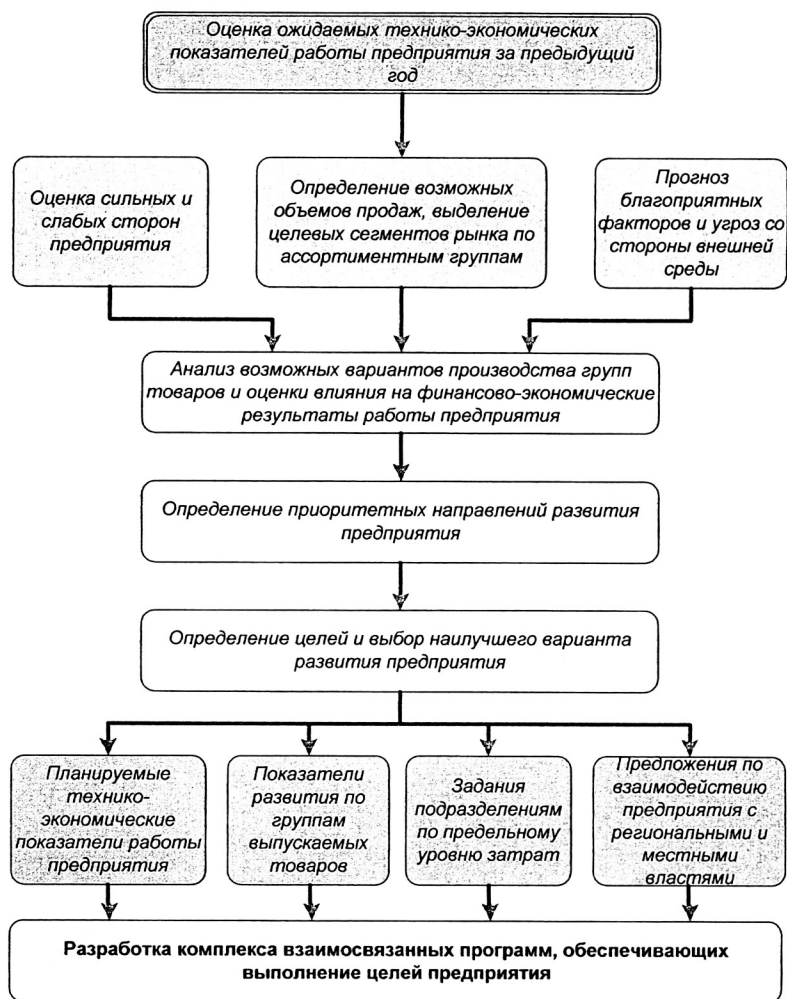 Оценка ожидаемых технико-экономических
показателей работы предприятия за предыдущий
год
Оценка сильных и
слабых сторон
предприятия
Определение возможных
объемов продаж, выделение
целевых сегментов рынка по
ассортиментным группам
Прогноз
благоприятных
факторов и угроз со
стороны внешней
среды
Анализ возможных вариантов производства групп
товаров и оценки влияния на финансово-экономические
результаты работы предприятия
Определение приоритетных направлений развития
предприятия
Определение целей и выбор наилучшего варианта
развития предприятия
Планируемые
технико-
экономические
показатели работы
предприятия
Показатели
развития по
группам
выпускаемых
товаров
Задания
подразделениям
по предельному
уровню затрат
Предложения по
взаимодействию
предприятия с
региональными и
местными
властями
Разработка комплекса взаимосвязанных программ, обеспечивающих
выполнение целей предприятия